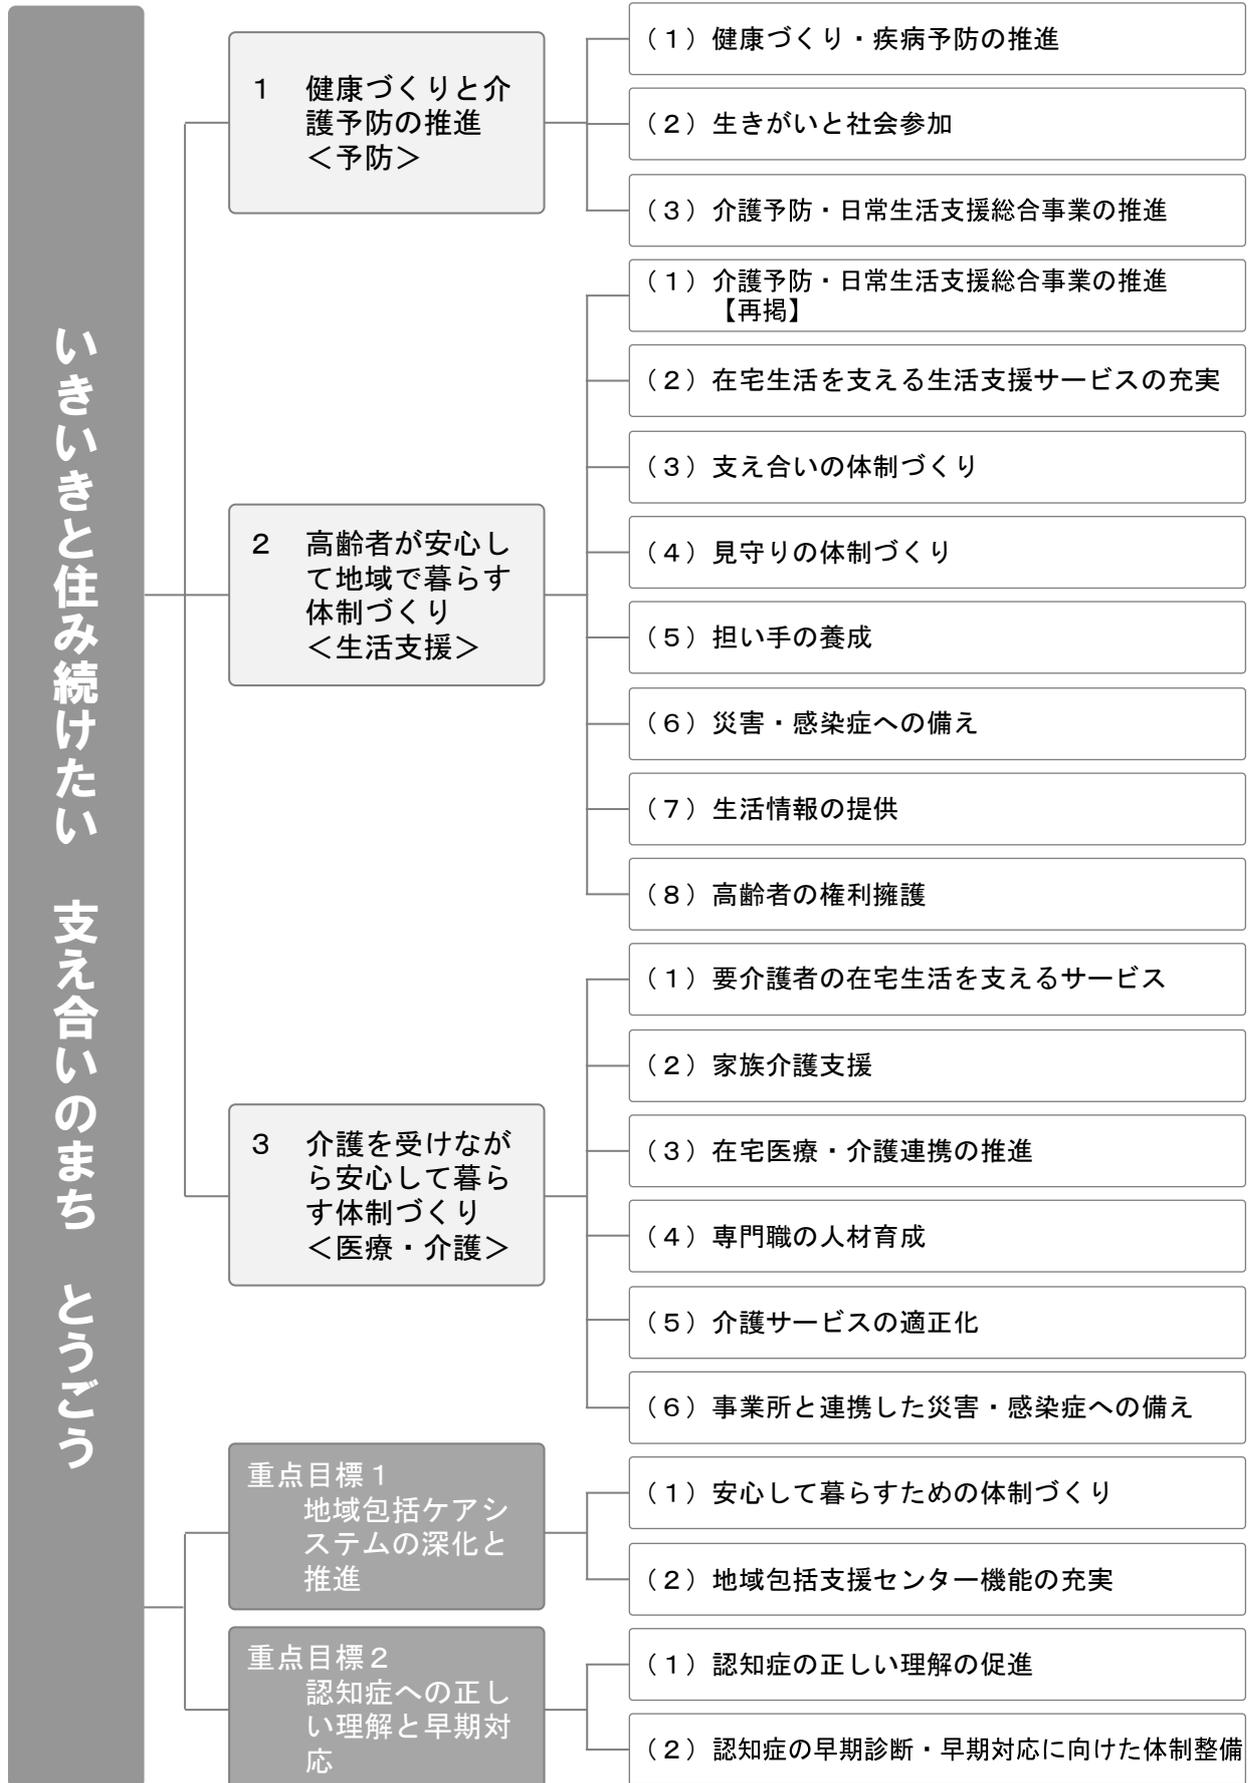 いきいきと住み続けたい　支え合いのまち　とうごう
１　健康づくりと介
護予防の推進
＜予防＞
（１）健康づくり・疾病予防の推進
（２）生きがいと社会参加
（３）介護予防・日常生活支援総合事業の推進
２　高齢者が安心し
て地域で暮らす
体制づくり
＜生活支援＞
（１）介護予防・日常生活支援総合事業の推進
【再掲】
（２）在宅生活を支える生活支援サービスの充実
（３）支え合いの体制づくり
（４）見守りの体制づくり
（５）担い手の養成
（６）災害・感染症への備え
（７）生活情報の提供
（８）高齢者の権利擁護
３　介護を受けなが
ら安心して暮ら
す体制づくり
＜医療・介護＞
（１）要介護者の在宅生活を支えるサービス
（２）家族介護支援
（３）在宅医療・介護連携の推進
（４）専門職の人材育成
（５）介護サービスの適正化
（６）事業所と連携した災害・感染症への備え
重点目標１
地域包括ケアシ
ステムの深化と
推進
（１）安心して暮らすための体制づくり
（２）地域包括支援センター機能の充実
重点目標２
認知症への正し
い理解と早期対
応
（１）認知症の正しい理解の促進
（２）認知症の早期診断・早期対応に向けた体制整備